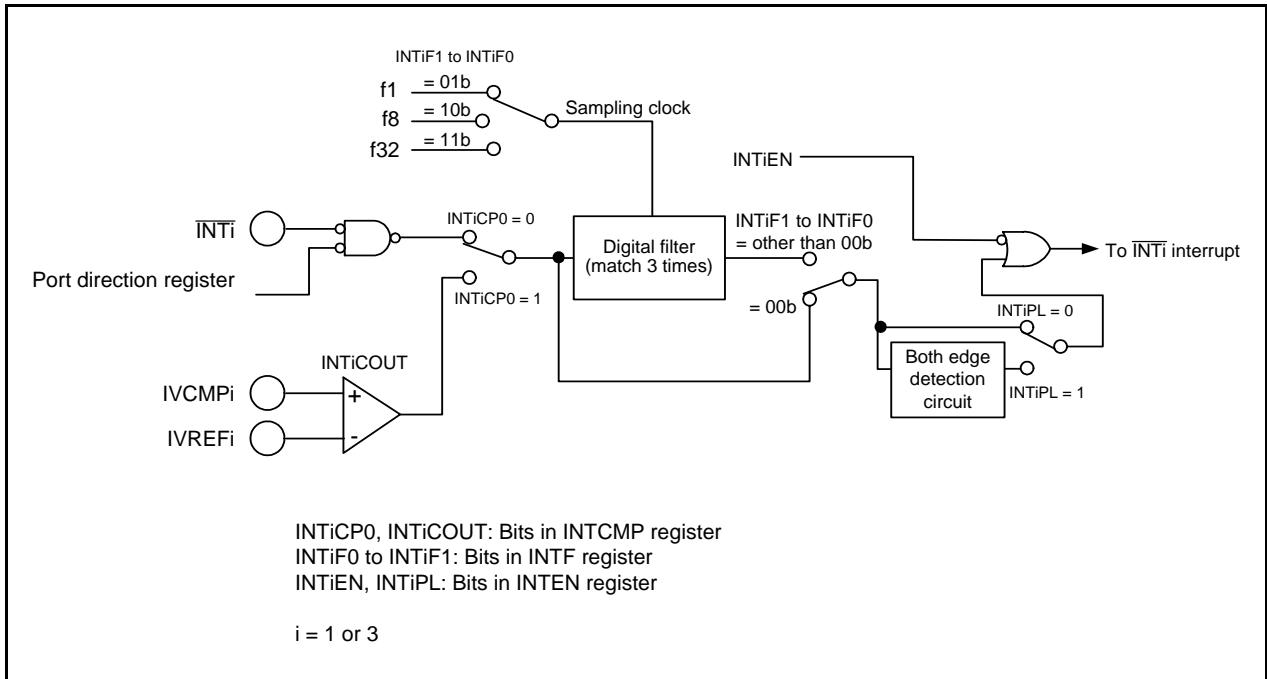 INTiF1 to INTiF0
f1 = 01b
f8 = 10b
f32 = 11b
Sampling clock
INTiEN
INTi
Port direction register
INTiCP0 = 0
INTiCP0 = 1
Digital filter
(match 3 times)
INTiF1 to INTiF0
= other than 00b
= 00b
To INTi interrupt
INTiPL = 0
INTiPL = 1
Both edge
detection
circuit
INTiCOUT
IVCMPi
+
IVREFi
-
INTiCP0, INTiCOUT: Bits in INTCMP register
INTiF0 to INTiF1: Bits in INTF register
INTiEN, INTiPL: Bits in INTEN register
i = 1 or 3